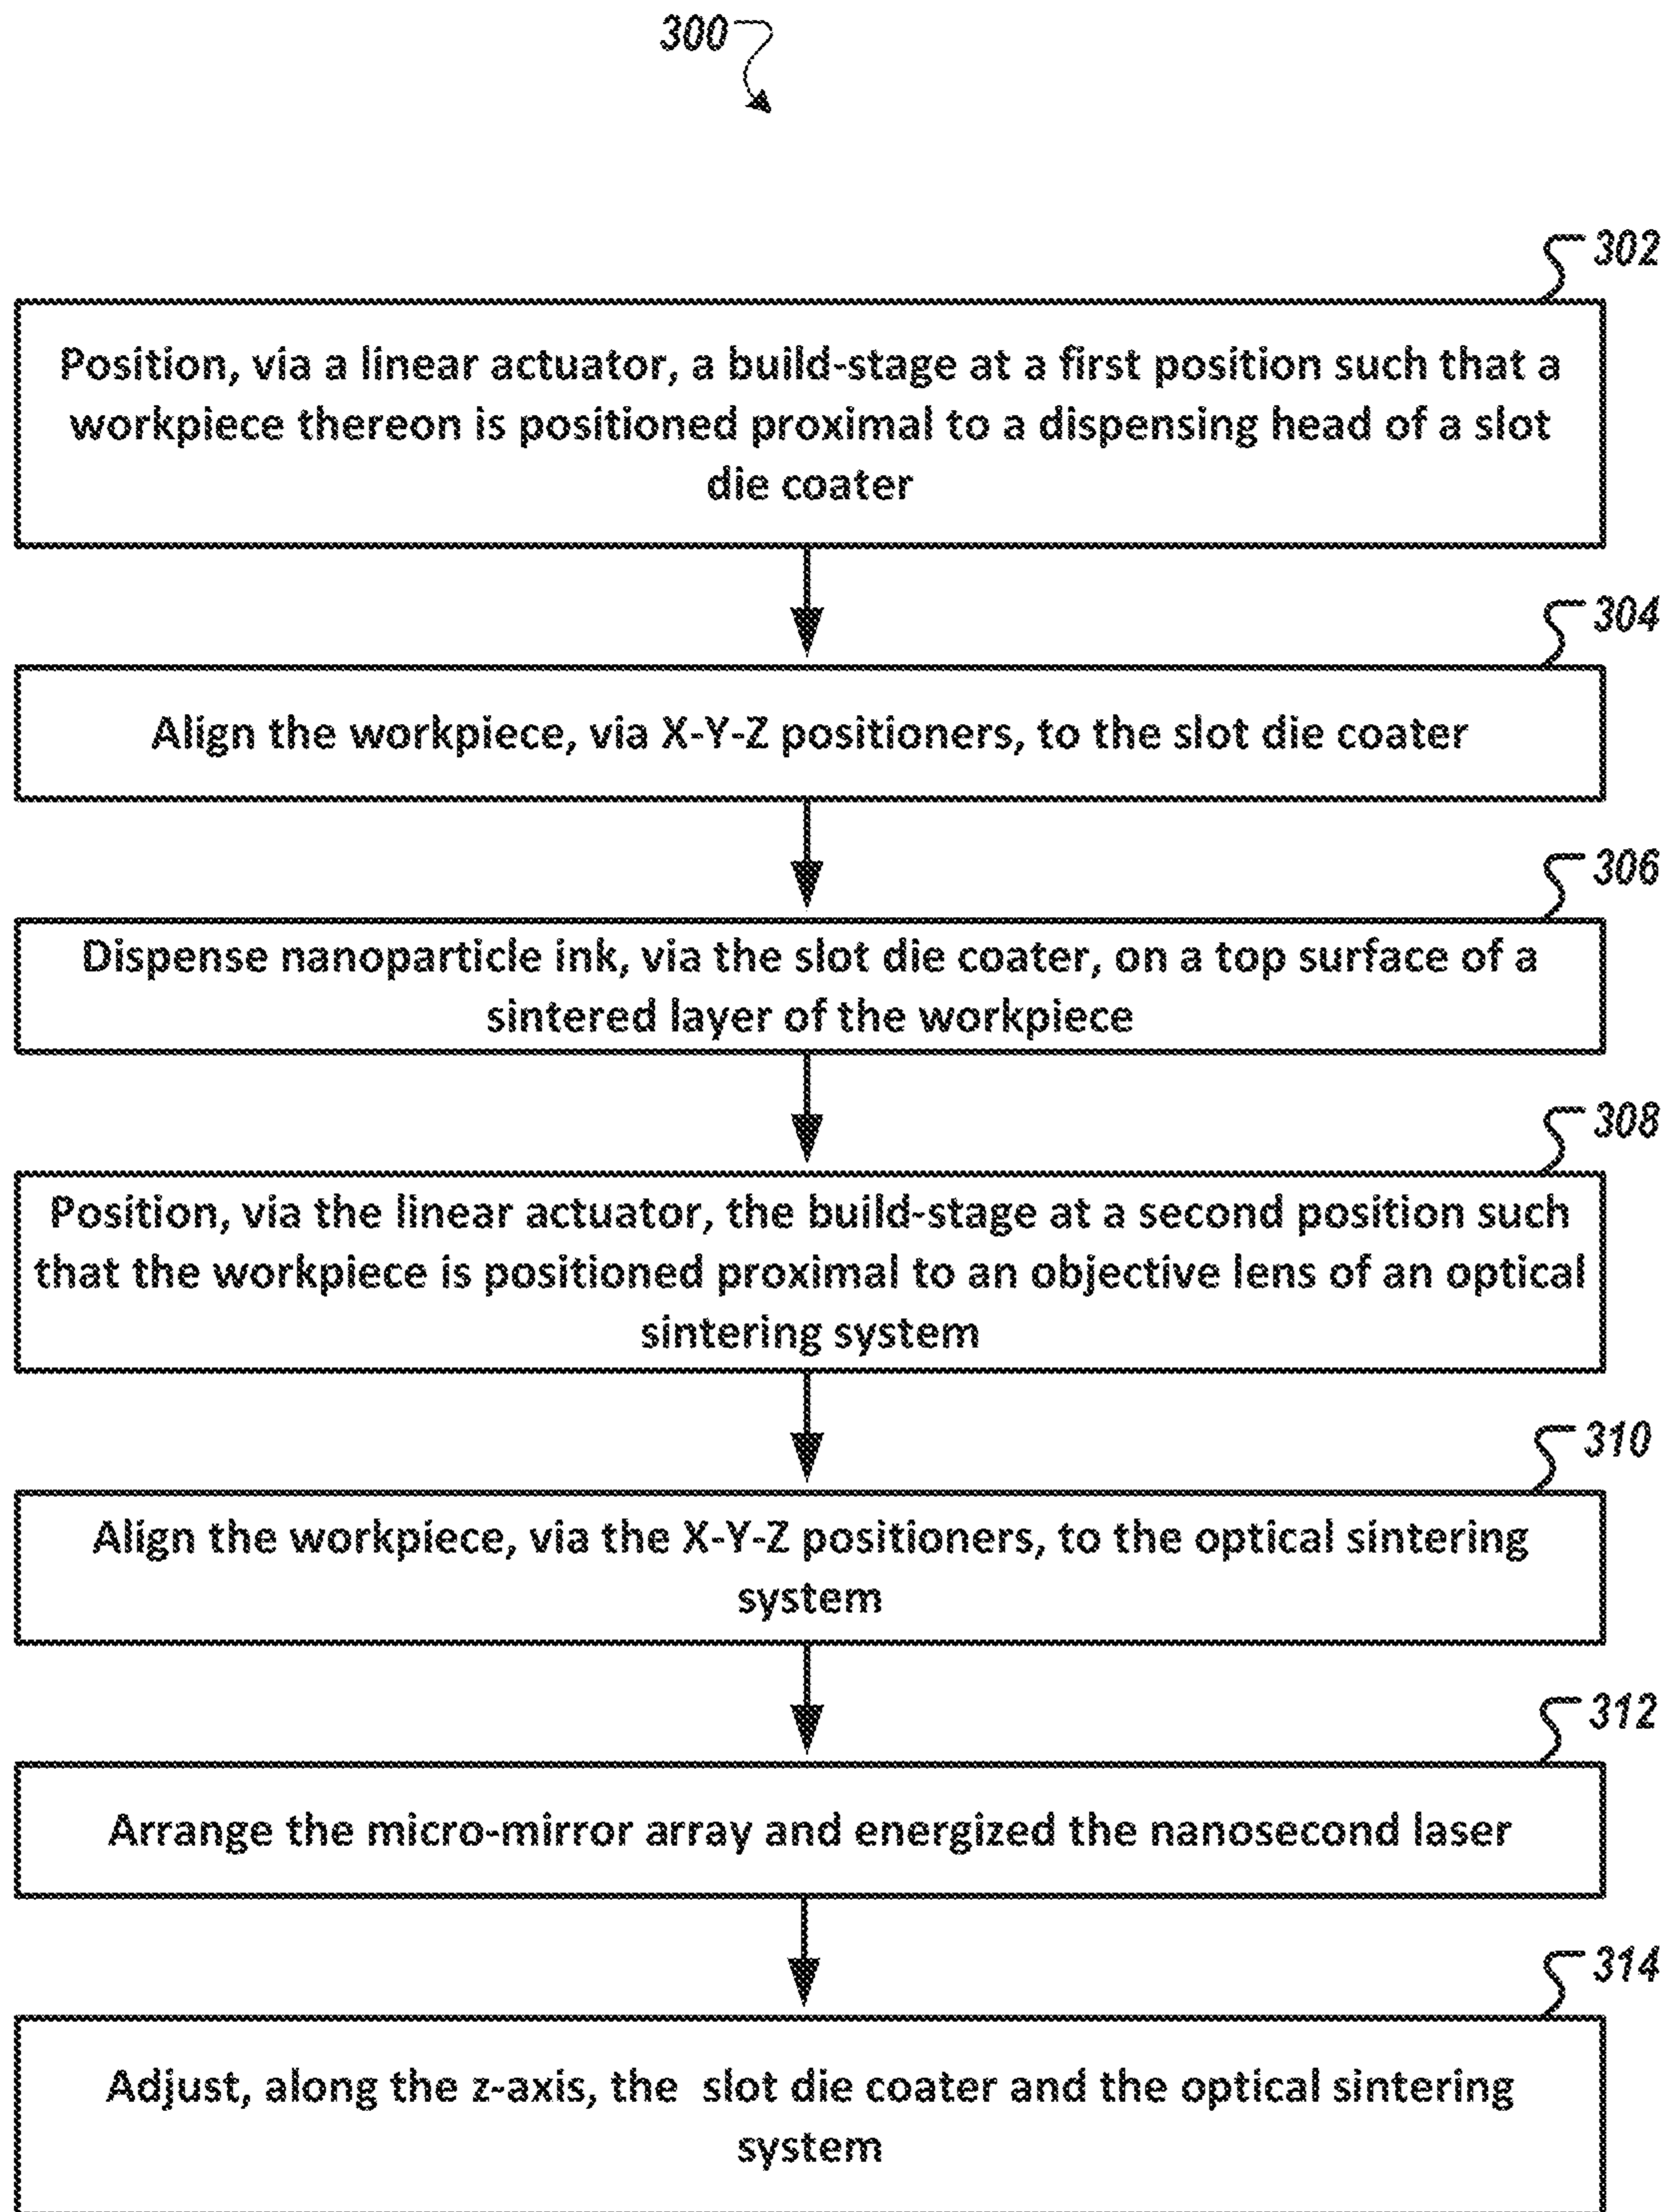 300
302
Position, via a linear actuator, a build-stage at a first position such that a
workpiece thereon is positioned proximal to a dispensing head of a slot
die coater
304
Align the workpiece, via X-Y-Z positioners, to the slot die coater
306
Dispense nanoparticle ink, via the slot die coater, on a top surface of a
sintered layer of the workpiece
308
Position, via the linear actuator, the build-stage at a second position such
that the workpiece is positioned proximal to an objective lens of an optical
sintering system
310
Align the workpiece, via the X-Y-Z positioners, to the optical sintering
system
312
Arrange the micro-mirror array and energized the nanosecond laser
314
Adjust, along the z-axis, the slot die coater and the optical sintering
system